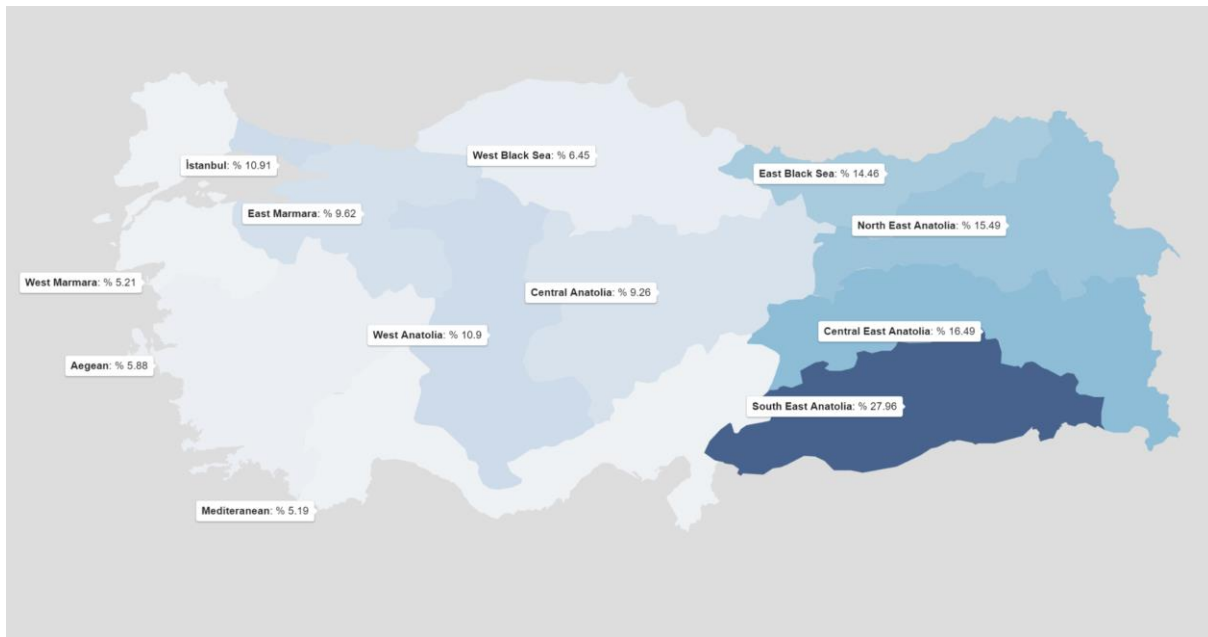 West Black Sea: % 6.45
İstanbul: % 10.91
East Black Sea: % 14.46
East Marmara: % 9.62
North East Anatolia: % 15.49
West Marmara: % 5.21
Central Anatolia: % 9.26
West Anatolia: % 10.9
Central East Anatolia: % 16.49
Aegean: % 5.88
South East Anatolia: % 27.96
Mediteranean: % 5.19